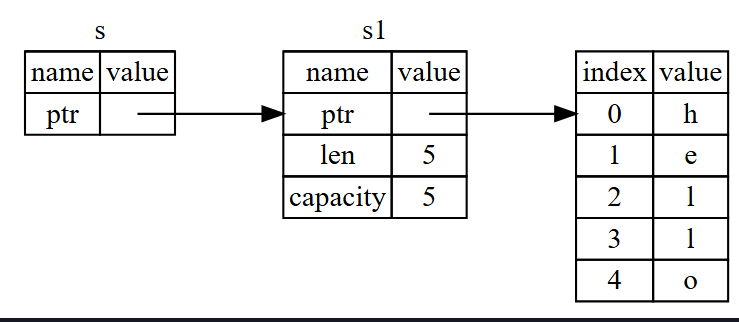 s
name value
ptr
s1
name value
ptr
len 5
capacity 5
index value
0 h
1 e
2 l
3 l
4 o